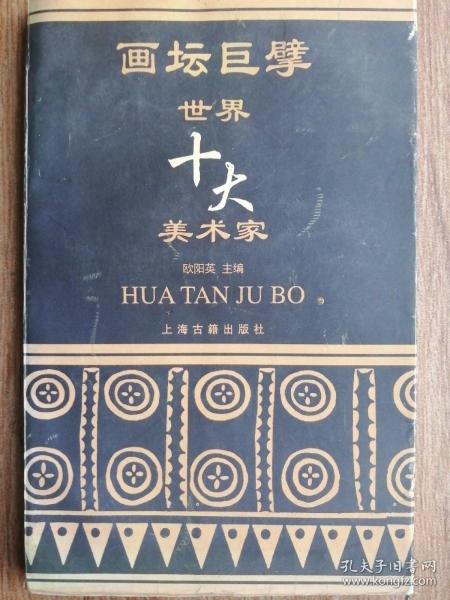 画坛巨擘
世界
十大
美术家
欧阳英 主编
HUA TAN JU BO
上海古籍出版社
孔夫子旧书网
www.kongfz.com